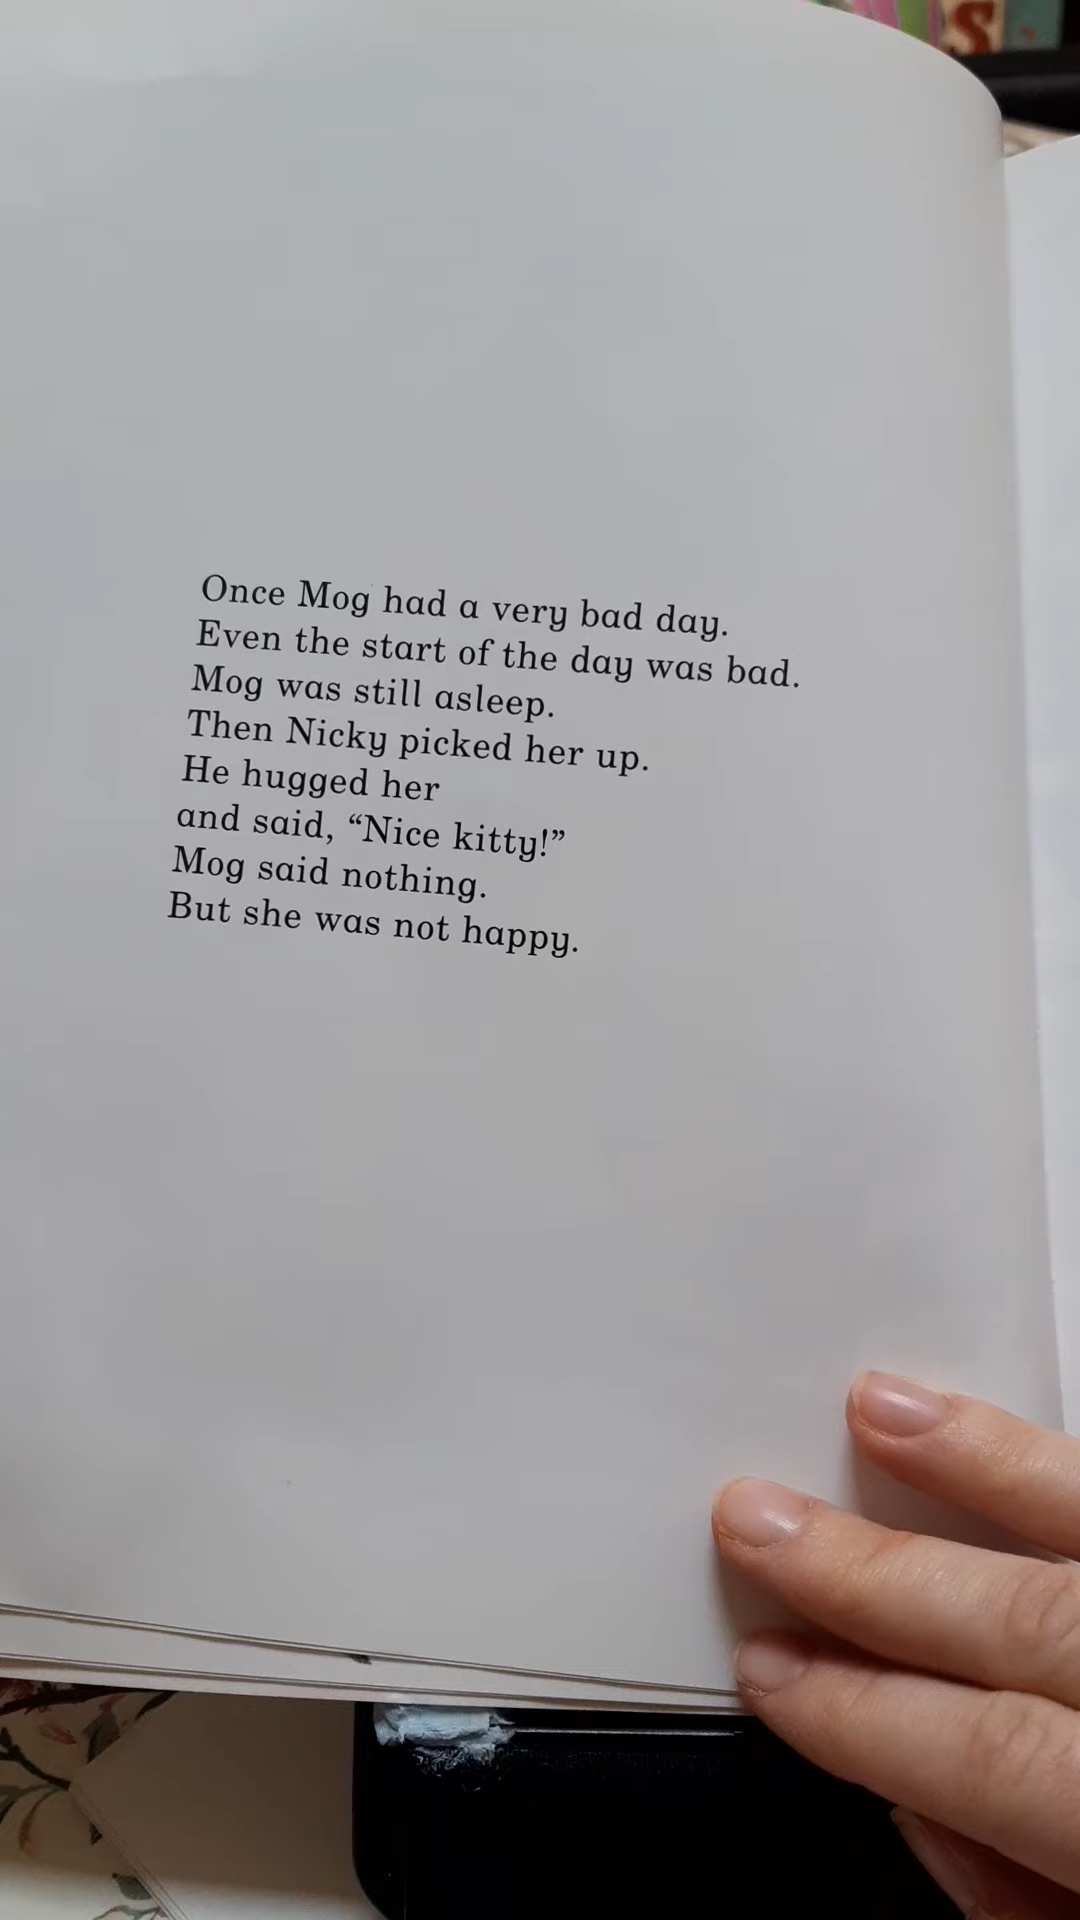 S
Once Mog had a very bad day.
Even the start of the day was bad.
Mog was still asleep.
Then Nicky picked her up.
He hugged her
and said, “Nice kitty!”
Mog said nothing.
But she was not happy.